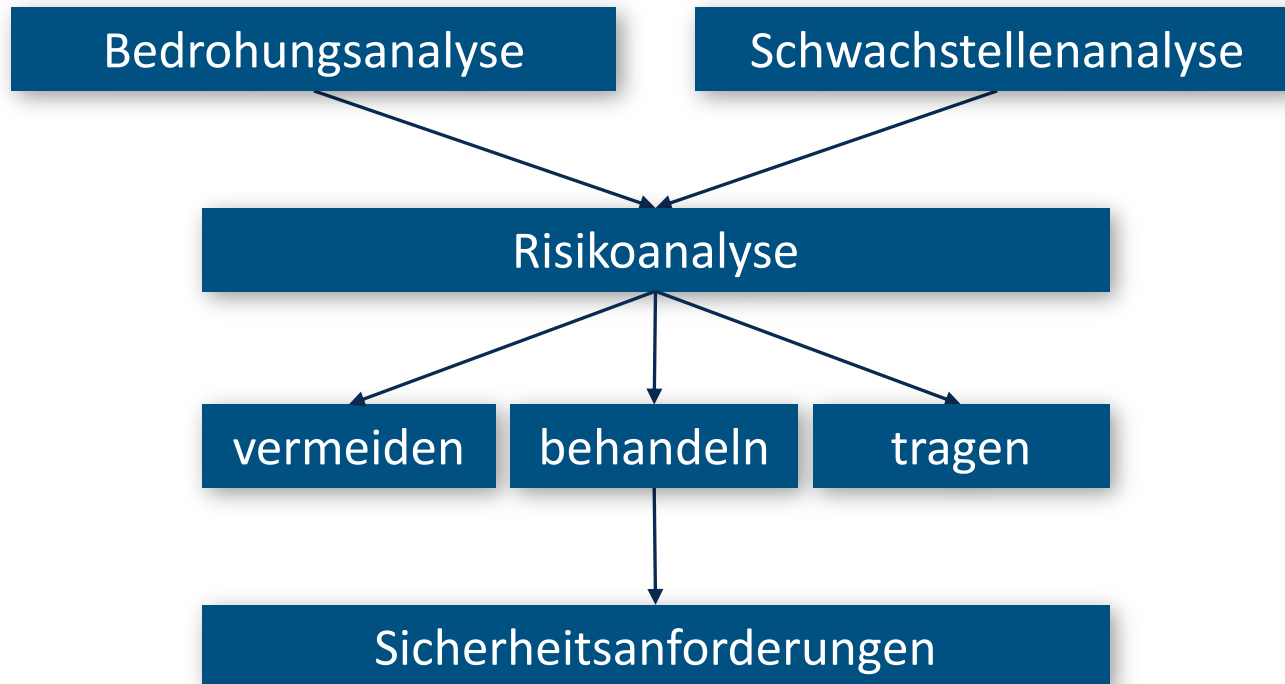 Bedrohungsanalyse
Schwachstellenanalyse
Risikoanalyse
vermeiden
behandeln
tragen
Sicherheitsanforderungen